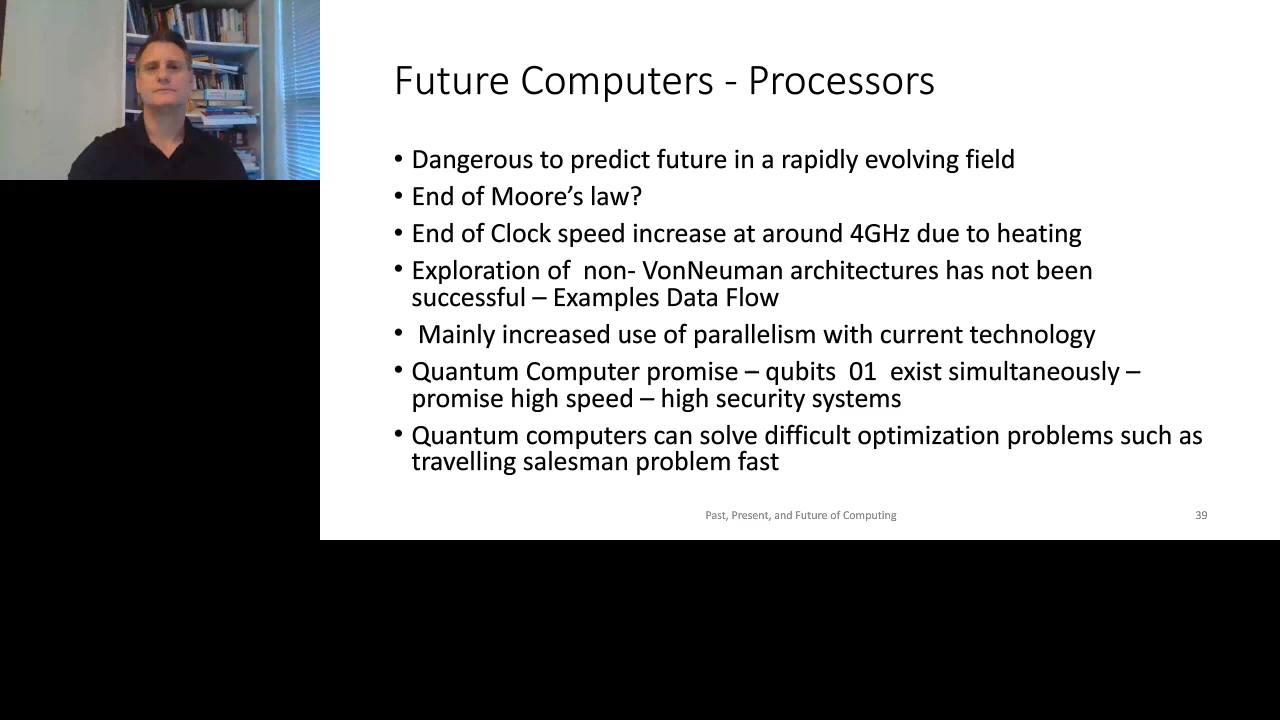 Future Computers - Processors
• Dangerous to predict future in a rapidly evolving field
• End of Moore’s law?
• End of Clock speed increase at around 4GHz due to heating
• Exploration of  non- VonNeuman architectures has not been
successful – Examples Data Flow
•  Mainly increased use of parallelism with current technology
• Quantum Computer promise – qubits  01  exist simultaneously –
promise high speed – high security systems
• Quantum computers can solve difficult optimization problems such as
travelling salesman problem fast
Past, Present, and Future of Computing
39